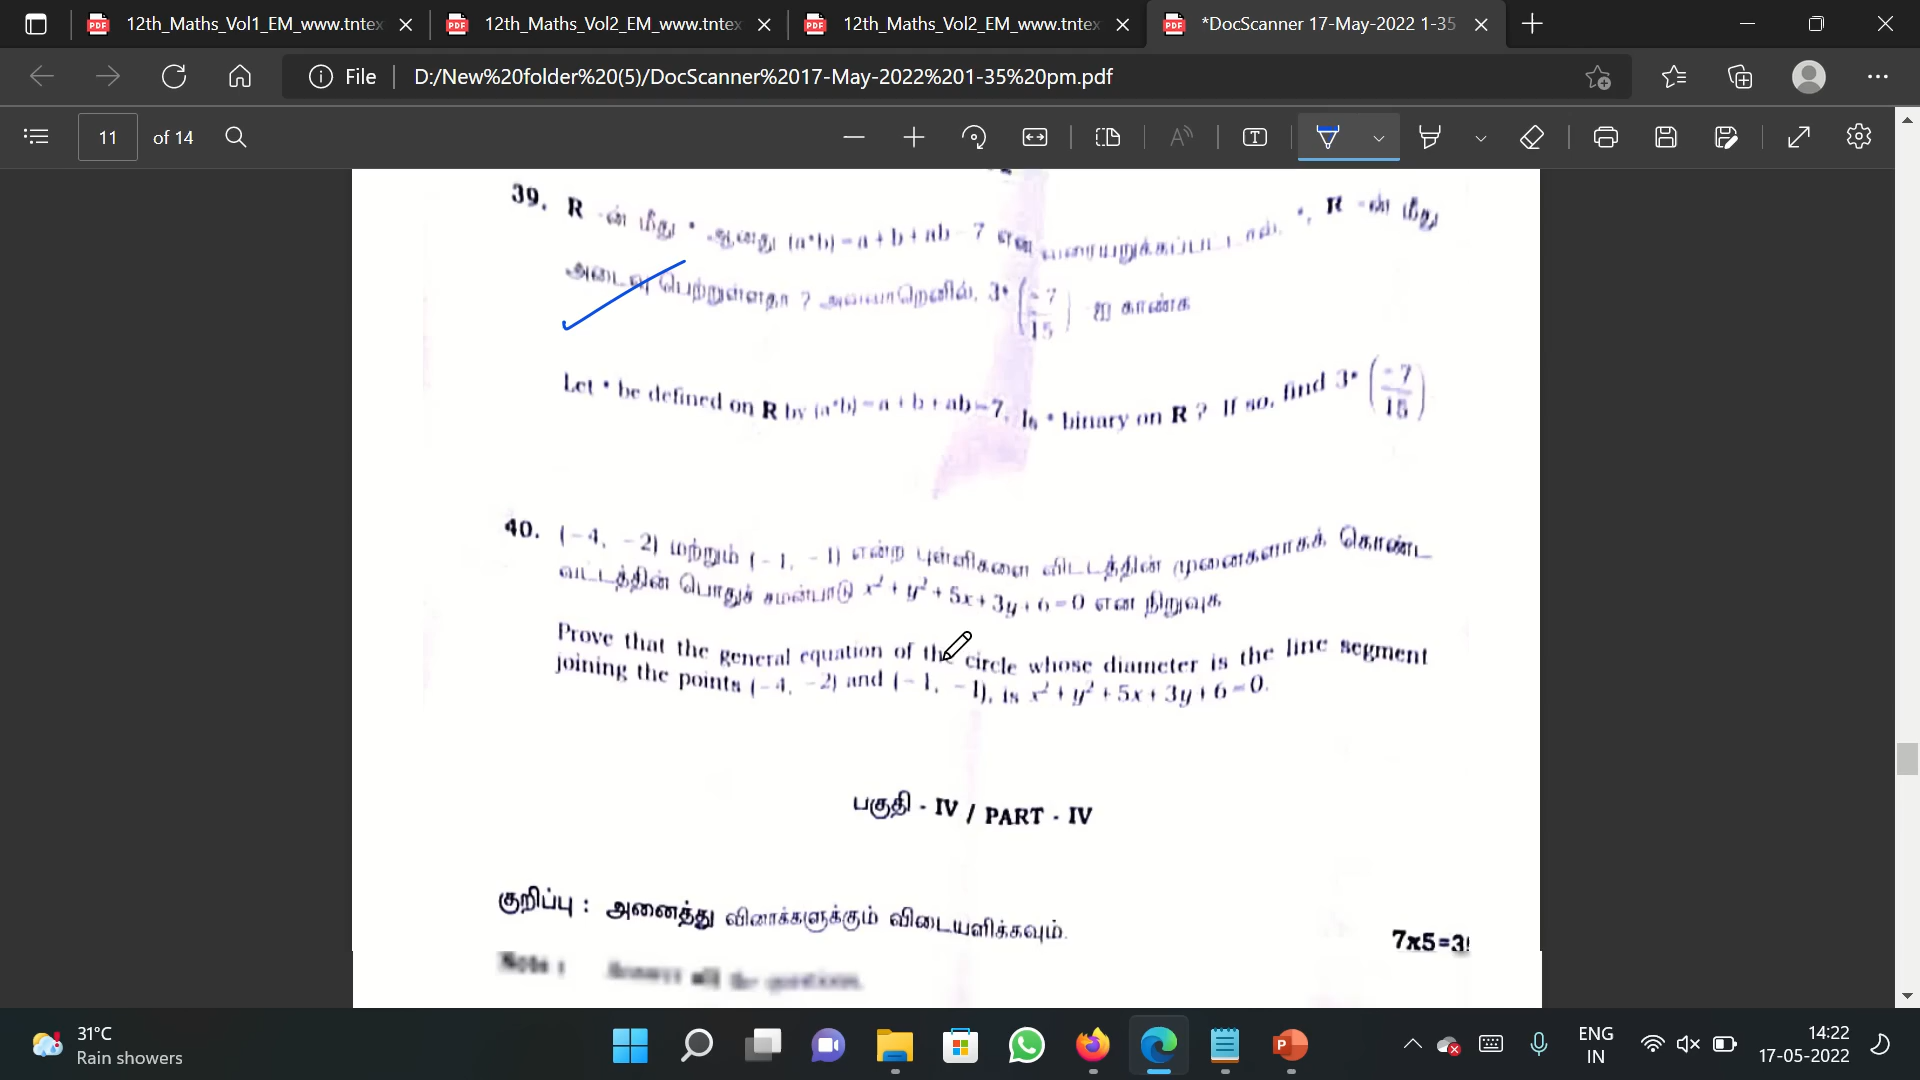 12th_Maths_Vol1_EM_www.tntex
12th_Maths_Vol2_EM_www.tntex
12th_Maths_Vol2_EM_www.tntex
*DocScanner 17-May-2022 1-35
File
D:/New%20folder%20(5)/DocScanner%2017-May-2022%201-35%20pm.pdf
11 of 14
39. R -ன் மீது * ஆனது (a*b)=a+b+ab-7 என வரையறுக்கப்பட்டால், *, R -ன் மீது
அடைவு பெற்றுள்ளதா ? அவ்வாறெனில், 3*(-7/15) ஐ காண்க
Let * be defined on R by (a*b)=a+b+ab-7. Is * binary on R ? If so, find 3*(-7/15)
40. (-4, -2) மற்றும் (-1, -1) என்ற புள்ளிகளை விட்டத்தின் முனைகளாகக் கொண்ட
வட்டத்தின் பொதுச் சமன்பாடு x²+y²+5x+3y+6=0 என நிறுவுக.
Prove that the general equation of the circle whose diameter is the line segment
joining the points (-4, -2) and (-1, -1), is x²+y²+5x+3y+6=0.
பகுதி - IV / PART - IV
குறிப்பு : அனைத்து வினாக்களுக்கும் விடையளிக்கவும்.
7x5=3
Note : Answer all the questions.
31°C
Rain showers
ENG
IN
14:22
17-05-2022